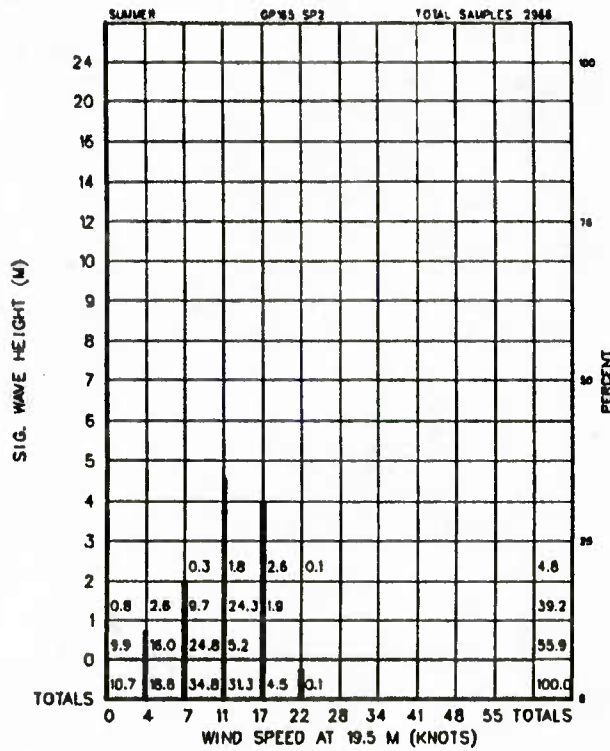 SUMMER GP165 SP2 TOTAL SAMPLES 2966
24 100
20
16
14
12 75
10
9
8
7 50
6
5
4
3 25
0.3 1.8 2.6 0.1 4.8
2
0.8 2.6 9.7 24.3 1.9 39.2
1
9.9 16.0 24.8 5.2 55.9
0
10.7 18.6 34.8 31.3 4.5 0.1 100.0
TOTALS 0
0 4 7 11 17 22 28 34 41 48 55 TOTALS
WIND SPEED AT 19.5 M (KNOTS)
SIG. WAVE HEIGHT (M)
PERCENT